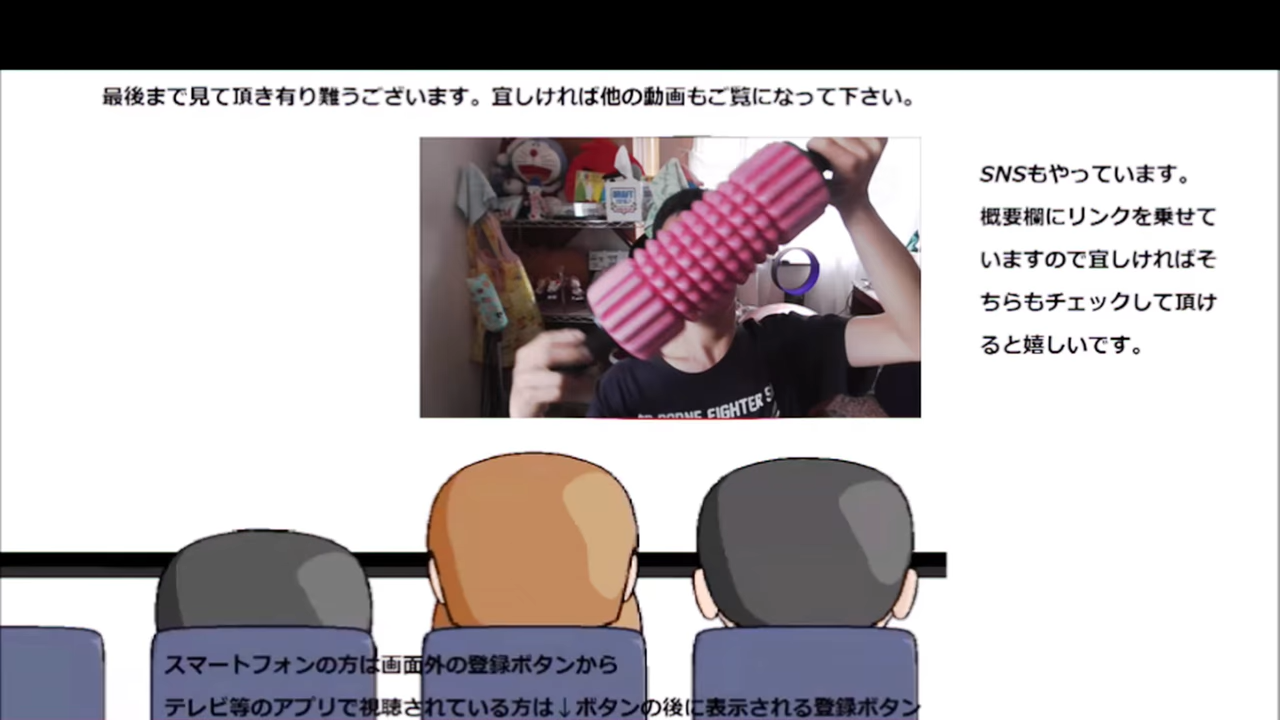 最後まで見て頂き有り難うございます。宜しければ他の動画もご覧になって下さい。
SNSもやっています。
概要欄にリンクを乗せて
いますので宜しければそ
ちらもチェックして頂け
ると嬉しいです。
FIGHTER
スマートフォンの方は画面外の登録ボタンから
テレビ等のアプリで視聴されている方は↓ボタンの後に表示される登録ボタン